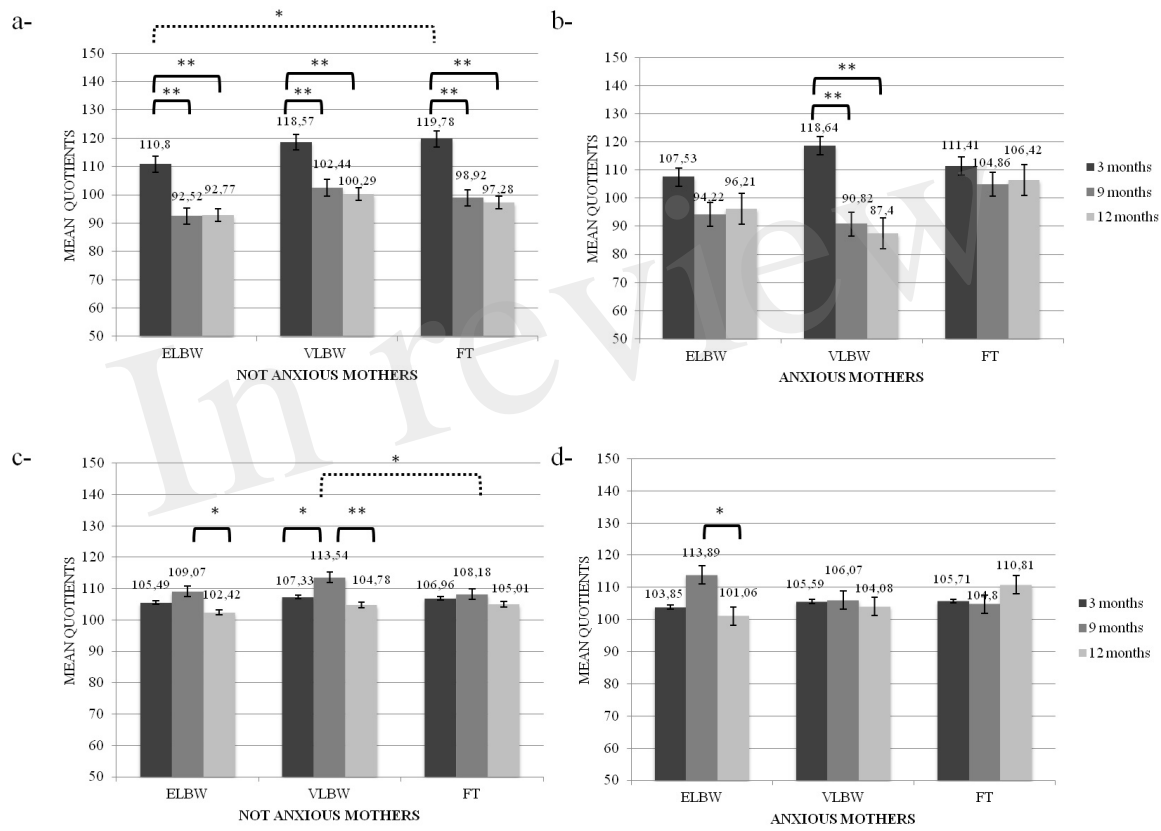 a-
*
150
140
130
120
110
100
90
80
70
60
50
MEAN QUOTIENTS
** ** **
** ** **
110,8 92,52 92,77
118,57 102,44 100,29
119,78 98,92 97,28
ELBW VLBW FT
NOT ANXIOUS MOTHERS
b-
150
140
130
120
110
100
90
80
70
60
50
MEAN QUOTIENTS
**
**
107,53 94,22 96,21
118,64 90,82 87,4
111,41 104,86 106,42
ELBW VLBW FT
ANXIOUS MOTHERS
3 months
9 months
12 months
In review
c-
150
140
130
120
110
100
90
80
70
60
50
MEAN QUOTIENTS
*
* * **
105,49 109,07 102,42
107,33 113,54 104,78
106,96 108,18 105,01
ELBW VLBW FT
NOT ANXIOUS MOTHERS
d-
150
140
130
120
110
100
90
80
70
60
50
MEAN QUOTIENTS
*
103,85 113,89 101,06
105,59 106,07 104,08
105,71 104,8 110,81
ELBW VLBW FT
ANXIOUS MOTHERS
3 months
9 months
12 months